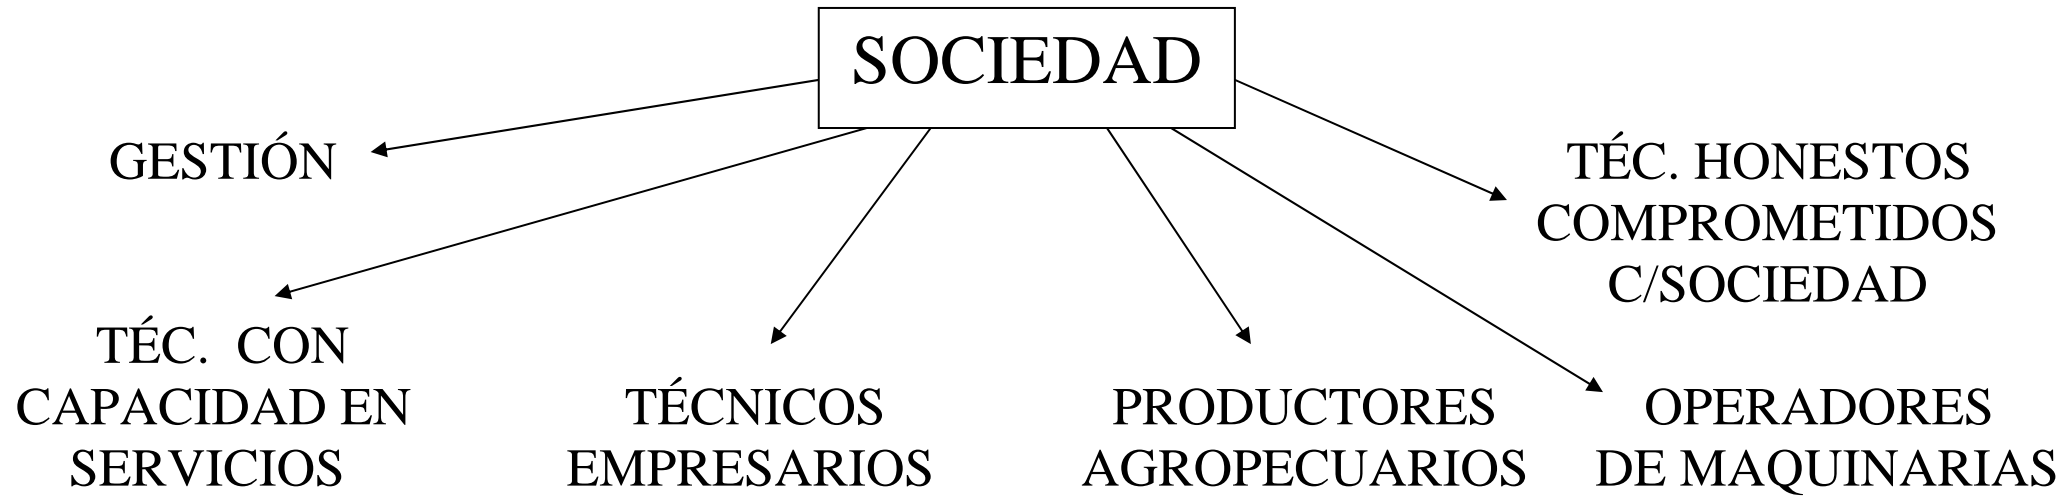 SOCIEDAD
GESTIÓN
TÉC. HONESTOS
COMPROMETIDOS
C/SOCIEDAD
TÉC.  CON
CAPACIDAD EN
SERVICIOS
TÉCNICOS
EMPRESARIOS
PRODUCTORES
AGROPECUARIOS
OPERADORES
DE MAQUINARIAS